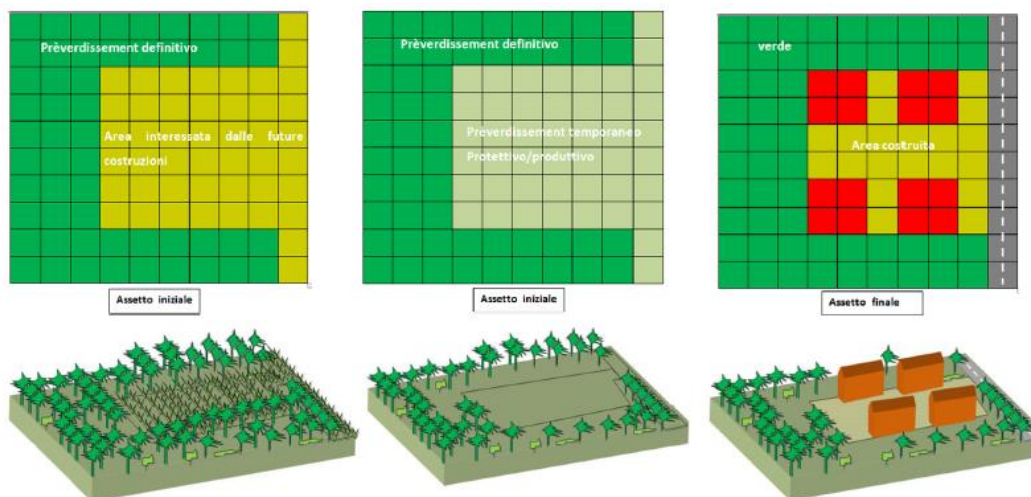 Prèverdissement definitivo
Area interessata dalle future
costruzioni
Assetto iniziale
Prèverdissement definitivo
Prèverdissement temporaneo
Protettivo/produttivo
Assetto iniziale
verde
Area costruita
Assetto finale